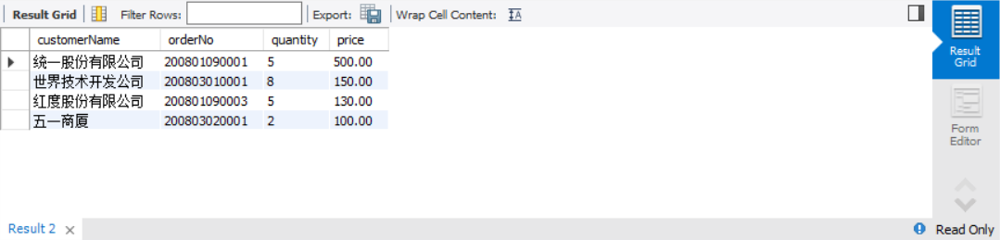 Result Grid Filter Rows: Export: Wrap Cell Content: IA
customerName orderNo quantity price
统一股份有限公司 200801090001 5 500.00
世界技术开发公司 200803010001 8 150.00
红度股份有限公司 200801090003 5 130.00
五一商厦 200803020001 2 100.00
Result
Grid
Form
Editor
Result 2 × Read Only